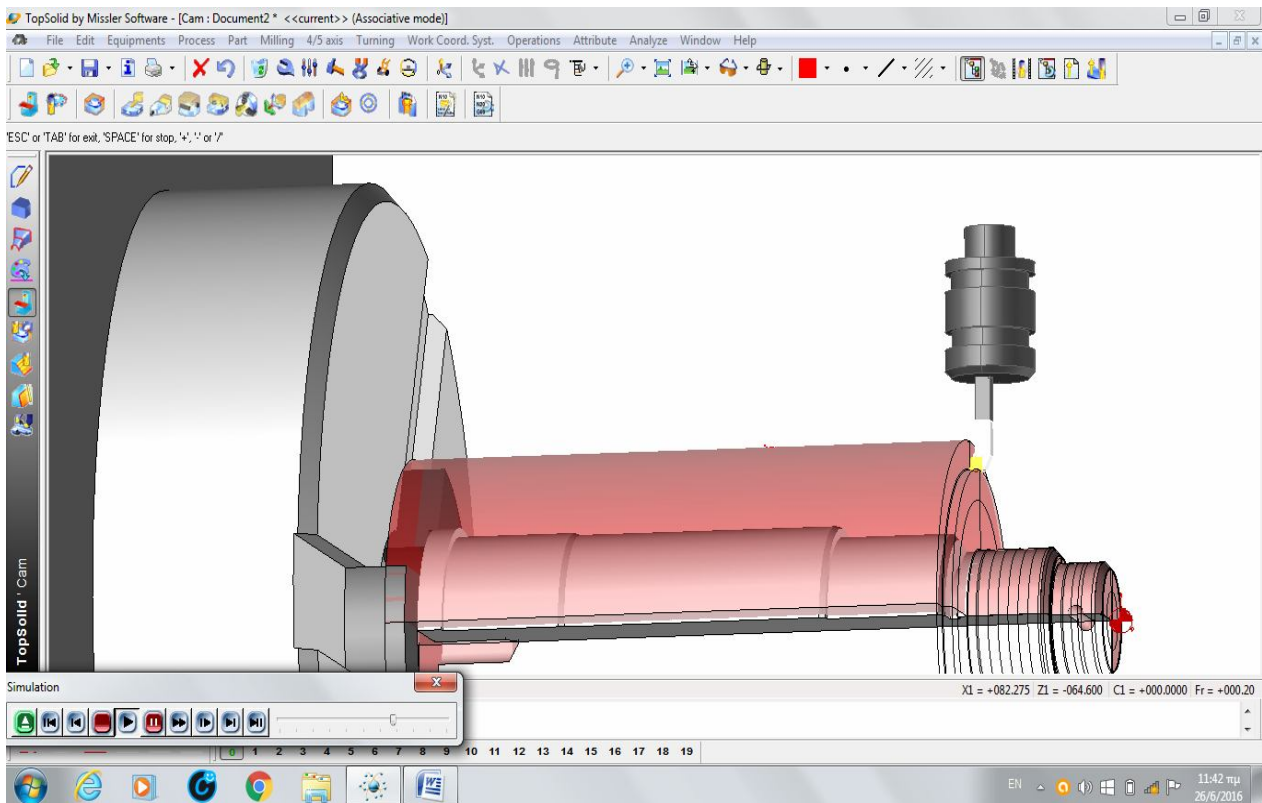 TopSolid by Missler Software - [Cam : Document2 *  <<current>> (Associative mode)]
File Edit Equipments Process Part Milling 4/5 axis Turning Work Coord. Syst. Operations Attribute Analyze Window Help
'ESC' or 'TAB' for exit, 'SPACE' for stop, '+', '-' or '/'
TopSolid ' Cam
X1 = +082.275 Z1 = -064.600 C1 = +000.0000 Fr = +000.20
Simulation
0 1 2 3 4 5 6 7 8 9 10 11 12 13 14 15 16 17 18 19
EN
11:42 πμ
26/6/2016